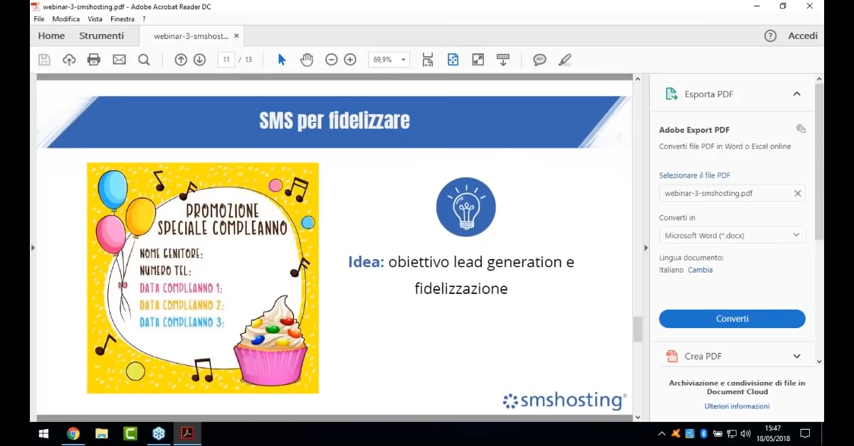 webinar-3-smshosting.pdf - Adobe Acrobat Reader DC
File Modifica Vista Finestra ?
Home Strumenti webinar-3-smshost... × Accedi
11 / 13 69,9%
SMS per fidelizzare
PROMOZIONE
SPECIALE COMPLEANNO
NOME GENITORE:
NUMERO TEL:
DATA COMPLEANNO 1:
DATA COMPLEANNO 2:
DATA COMPLEANNO 3:
Idea: obiettivo lead generation e
fidelizzazione
smshosting
Esporta PDF
Adobe Export PDF
Converti file PDF in Word o Excel online
Selezionare il file PDF
webinar-3-smshosting.pdf
Converti in
Microsoft Word (*.docx)
Lingua documento:
Italiano Cambia
Converti
Crea PDF
Archiviazione e condivisione di file in
Document Cloud
Ulteriori informazioni
15:47
18/05/2018